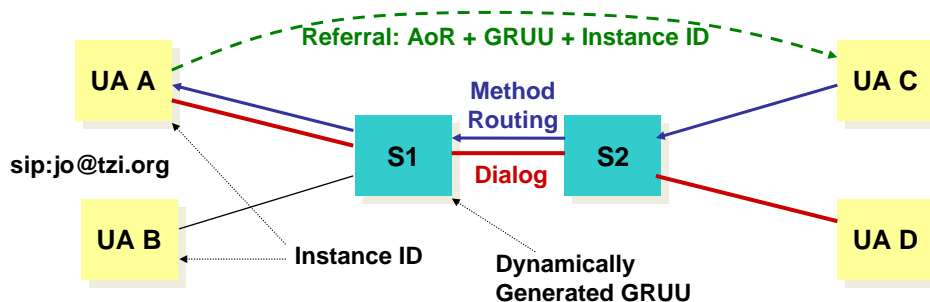 Referral: AoR + GRUU + Instance ID
UA A
UA C
Method
Routing
S1
S2
sip:jo@tzi.org
Dialog
UA B
UA D
Instance ID
Dynamically
Generated GRUU